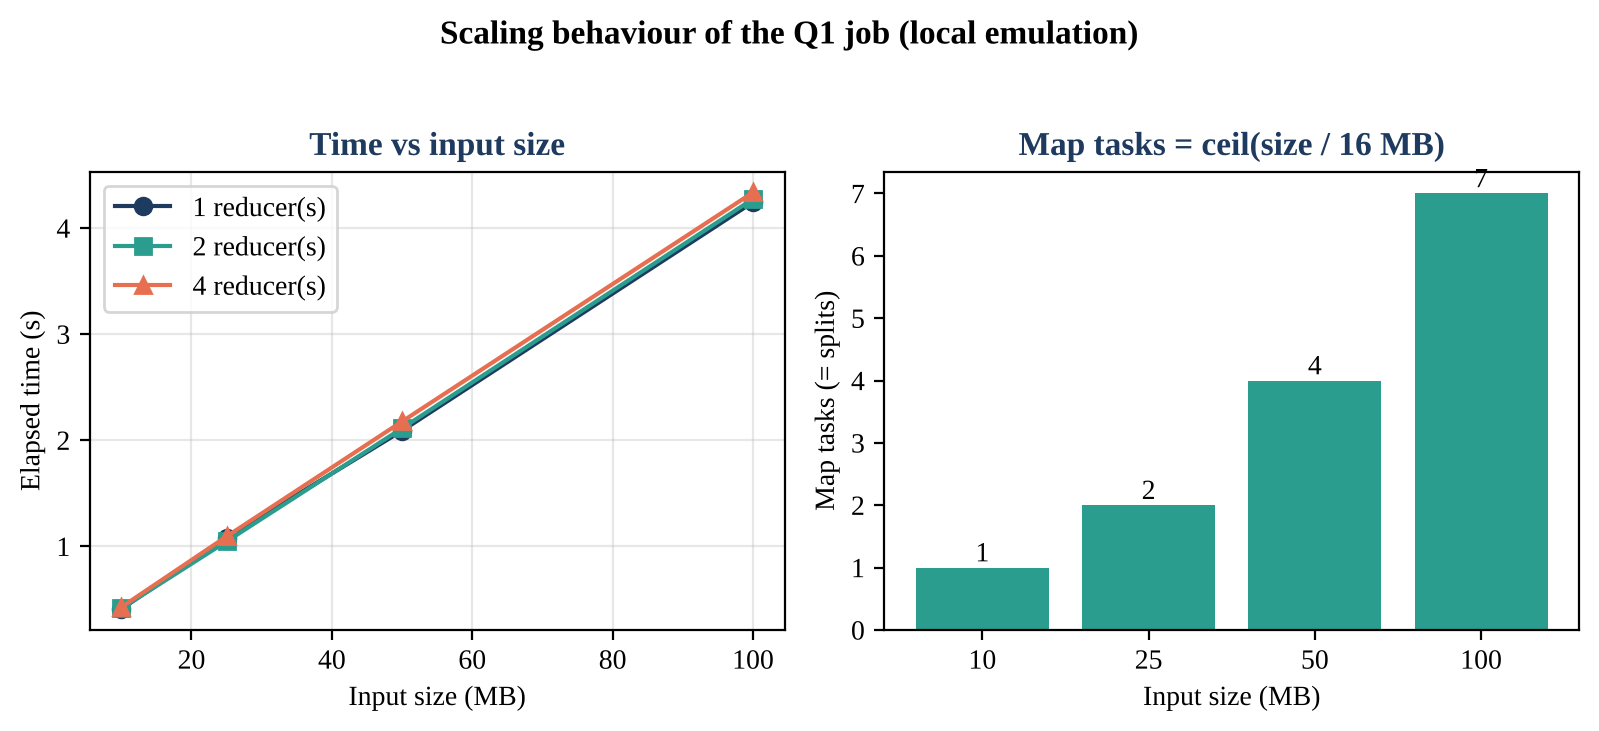 Scaling behaviour of the Q1 job (local emulation)
Time vs input size
1 reducer(s)
2 reducer(s)
4 reducer(s)
4
3
2
1
Elapsed time (s)
20 40 60 80 100
Input size (MB)
Map tasks = ceil(size / 16 MB)
7
6
5
4
3
2
1
0
Map tasks (= splits)
1
2
4
7
10 25 50 100
Input size (MB)